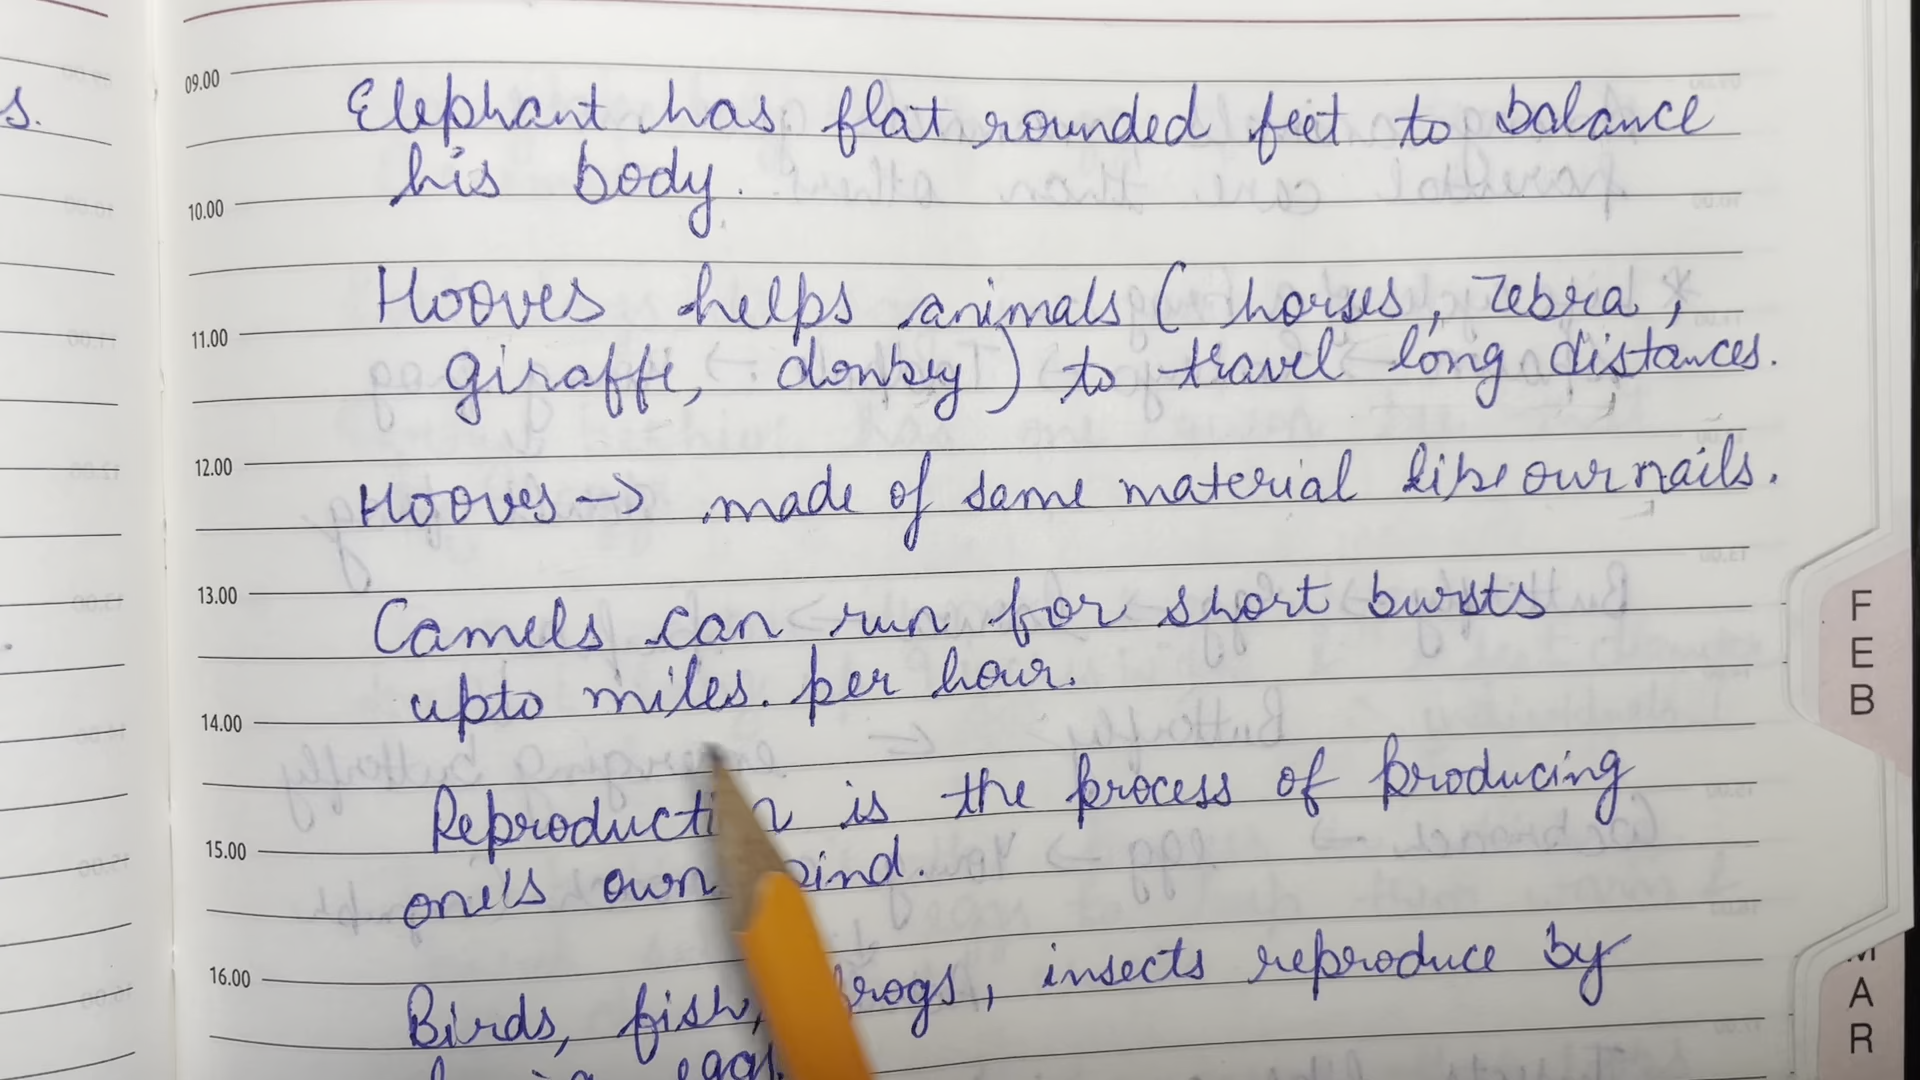 s.
09.00
Elephant has flat rounded feet to balance
his body.
10.00
Hooves helps animals ( horses, zebra,
11.00
giraffe, donkey ) to travel long distances.
12.00
Hooves → made of same material like our nails.
13.00
Camels can run for short bursts
upto miles. per hour.
14.00
Reproduction is the process of producing
15.00
one's own kind.
16.00
Birds, fish, frogs, insects reproduce by
eggs
FEB
MAR